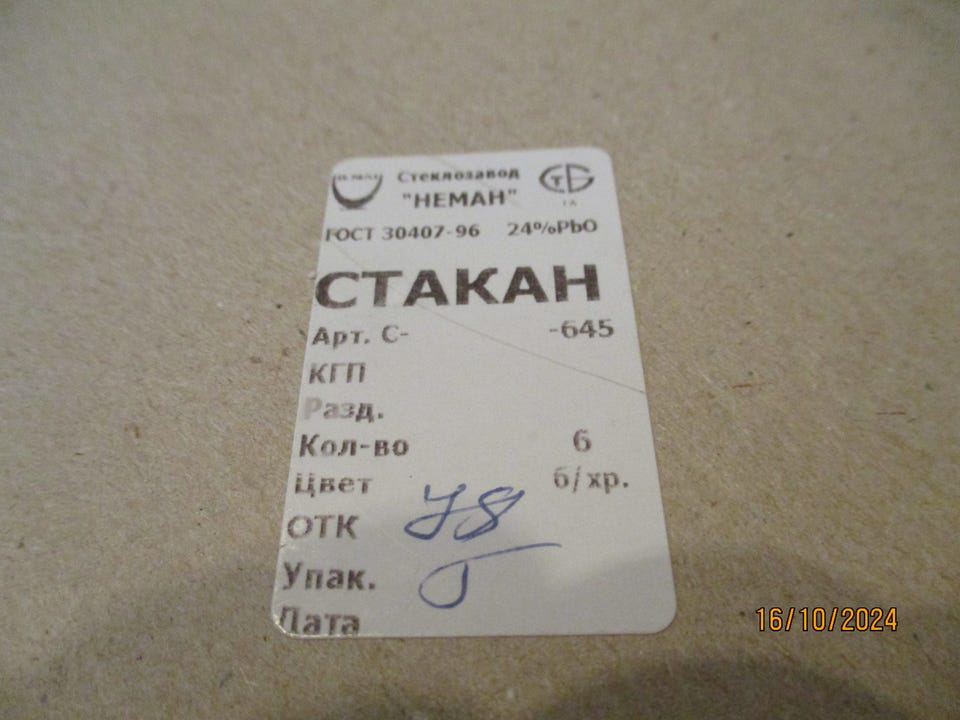 Стеклозавод
"НЕМАН"
ГОСТ 30407-96 24%PbO
СТАКАН
Арт. С- -645
КГП
Разд.
Кол-во 6
Цвет б/хр.
ОТК
Упак.
Дата
16/10/2024